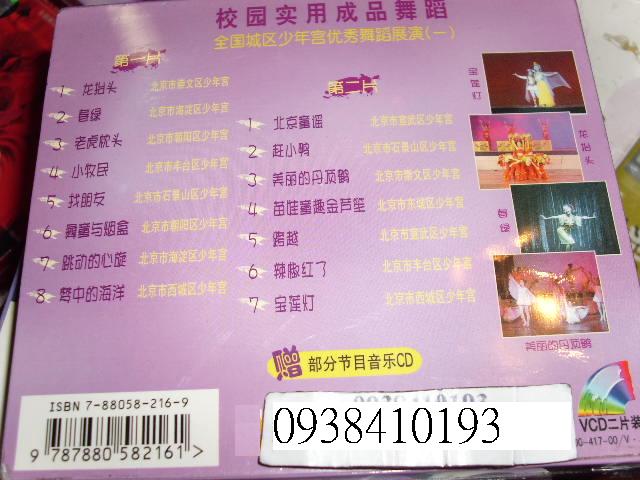 校园实用成品舞蹈
全国城区少年宫优秀舞蹈展演(一)
第一片
1 龙抬头 北京市崇文区少年宫
2 春绿 北京市海淀区少年宫
3 老虎枕头 北京市朝阳区少年宫
4 小牧民 北京市丰台区少年宫
5 找朋友 北京市石景山区少年宫
6 舞童与烟盒 北京市朝阳区少年宫
7 跳动的心旋 北京市海淀区少年宫
8 梦中的海洋 北京市西城区少年宫
第二片
1 北京童谣 北京市宣武区少年宫
2 赶小鸭 北京市石景山区少年宫
3 美丽的丹顶鹤 北京市崇文区少年宫
4 苗娃童趣金芦笙 北京市东城区少年宫
5 跨越 北京市宣武区少年宫
6 辣椒红了 北京市丰台区少年宫
7 宝莲灯 北京市西城区少年宫
宝莲灯
龙抬头
春绿
美丽的丹顶鹤
赠 部分节目音乐CD
ISBN 7-88058-216-9
9 787880 582161 >
0938410193
0938410193
VCD二片装
00-417-00/V·